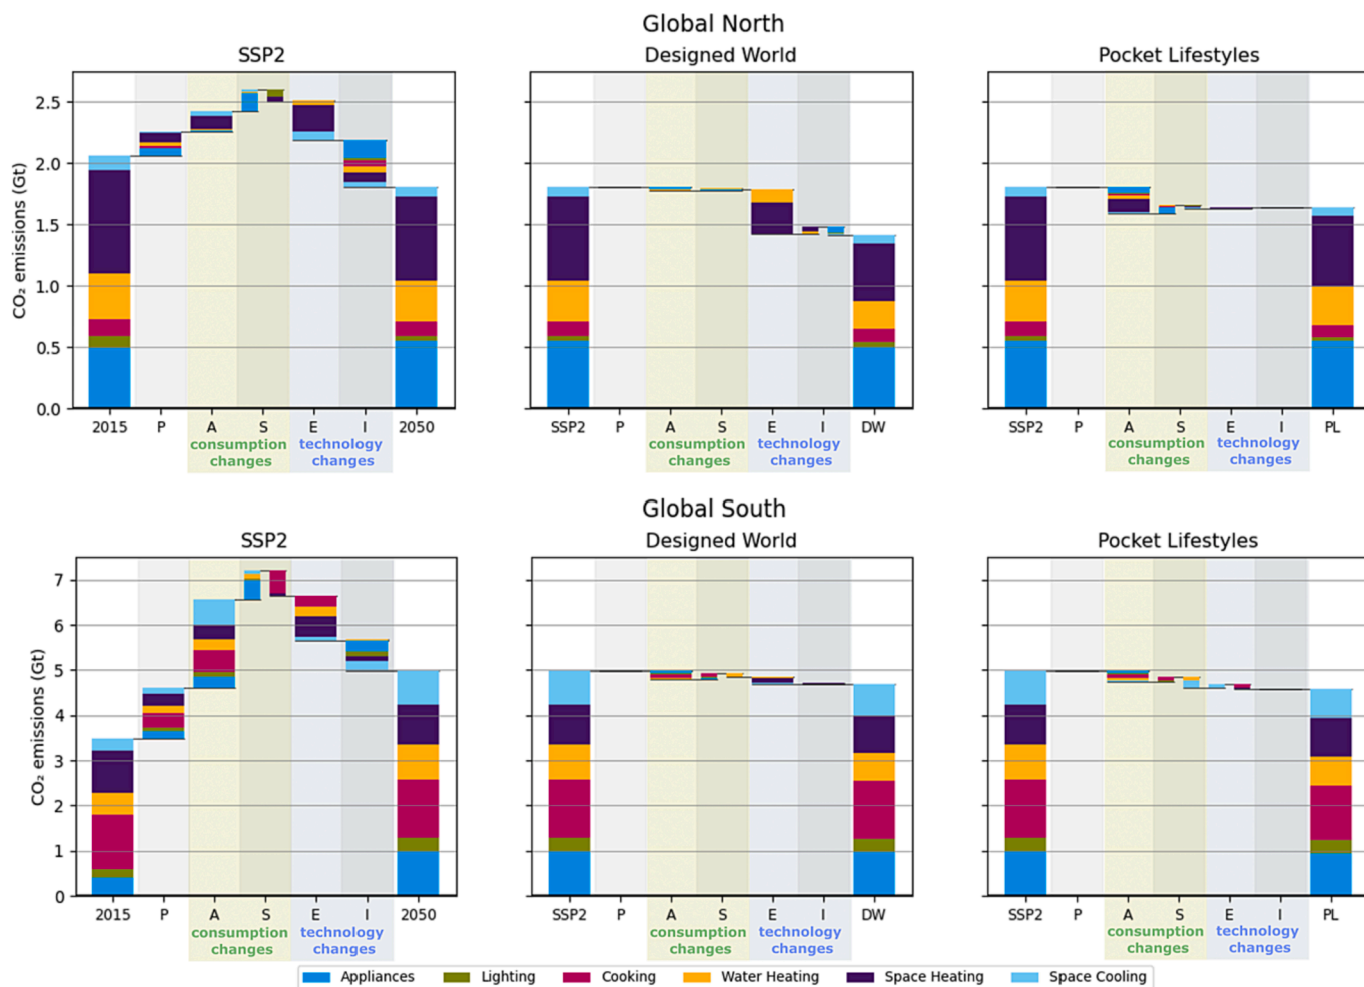 Global North
SSP2
Designed World
Pocket Lifestyles
CO₂ emissions (Gt)
2.5
2.0
1.5
1.0
0.5
0.0
2015 P A S E I 2050
SSP2 P A S E I DW
SSP2 P A S E I PL
consumption changes
technology changes
consumption changes
technology changes
consumption changes
technology changes
Global South
SSP2
Designed World
Pocket Lifestyles
CO₂ emissions (Gt)
7
6
5
4
3
2
1
0
2015 P A S E I 2050
SSP2 P A S E I DW
SSP2 P A S E I PL
consumption changes
technology changes
consumption changes
technology changes
consumption changes
technology changes
Appliances Lighting Cooking Water Heating Space Heating Space Cooling